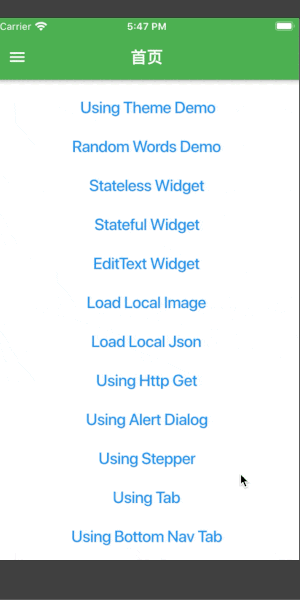 Carrier 5:47 PM
首页
Using Theme Demo
Random Words Demo
Stateless Widget
Stateful Widget
EditText Widget
Load Local Image
Load Local Json
Using Http Get
Using Alert Dialog
Using Stepper
Using Tab
Using Bottom Nav Tab